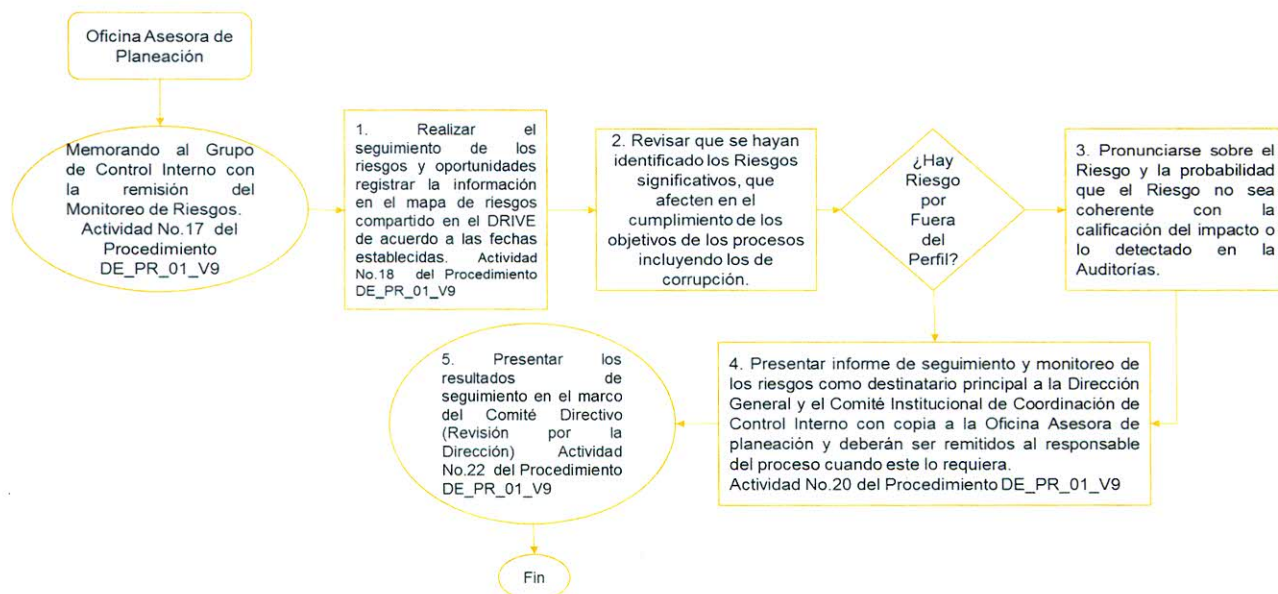 Oficina Asesora de
Planeación
Memorando al Grupo
de Control Interno con
la remisión del
Monitoreo de Riesgos.
Actividad No.17 del
Procedimiento
DE_PR_01_V9
1. Realizar el
seguimiento de los
riesgos y oportunidades
registrar la información
en el mapa de riesgos
compartido en el DRIVE
de acuerdo a las fechas
establecidas. Actividad
No.18 del Procedimiento
DE_PR_01_V9
2. Revisar que se hayan
identificado los Riesgos
significativos, que
afecten en el
cumplimiento de los
objetivos de los procesos
incluyendo los de
corrupción.
¿Hay
Riesgo
por
Fuera
del
Perfil?
3. Pronunciarse sobre el
Riesgo y la probabilidad
que el Riesgo no sea
coherente con la
calificación del impacto o
lo detectado en la
Auditorías.
4. Presentar informe de seguimiento y monitoreo de
los riesgos como destinatario principal a la Dirección
General y el Comité Institucional de Coordinación de
Control Interno con copia a la Oficina Asesora de
planeación y deberán ser remitidos al responsable
del proceso cuando este lo requiera.
Actividad No.20 del Procedimiento DE_PR_01_V9
5. Presentar los
resultados de
seguimiento en el marco
del Comité Directivo
(Revisión por la
Dirección) Actividad
No.22 del Procedimiento
DE_PR_01_V9
Fin